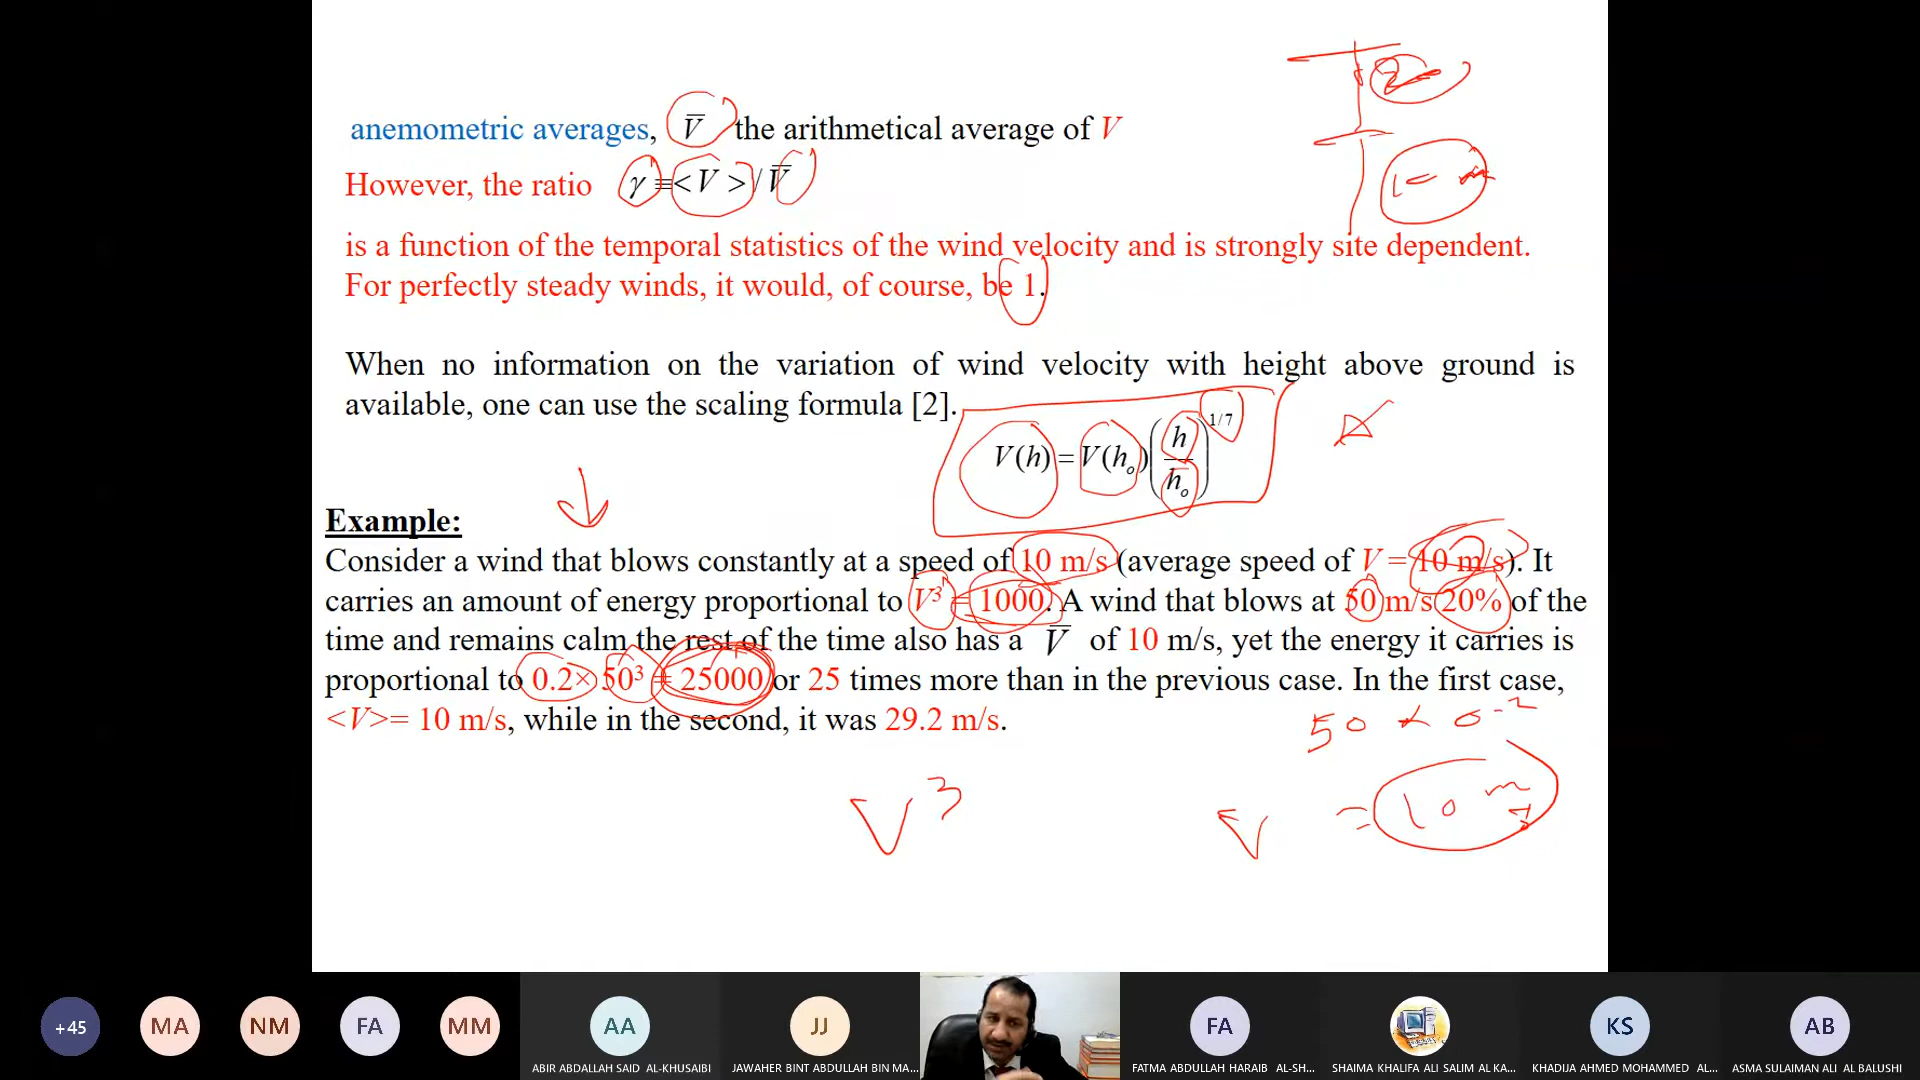 anemometric averages, V̅ the arithmetical average of V
However, the ratio γ ≡ <V> / V̅
is a function of the temporal statistics of the wind velocity and is strongly site dependent.
For perfectly steady winds, it would, of course, be 1.
When no information on the variation of wind velocity with height above ground is
available, one can use the scaling formula [2].
V(h) = V(hₒ) (h / hₒ)^1/7
Example:
Consider a wind that blows constantly at a speed of 10 m/s (average speed of V = 10 m/s). It
carries an amount of energy proportional to V³ = 1000. A wind that blows at 50 m/s 20% of the
time and remains calm the rest of the time also has a V̅ of 10 m/s, yet the energy it carries is
proportional to 0.2× 50³ = 25000 or 25 times more than in the previous case. In the first case,
<V>= 10 m/s, while in the second, it was 29.2 m/s.
50 × 0.2
V³
V = 10 m/s
+45
MA
NM
FA
MM
AA
JJ
FA
KS
AB
ABIR ABDALLAH SAID AL-KHUSAIBI
JAWAHER BINT ABDULLAH BIN MA...
FATMA ABDULLAH HARAIB AL-SH...
SHAIMA KHALIFA ALI SALIM AL KA...
KHADIJA AHMED MOHAMMED AL...
ASMA SULAIMAN ALI AL BALUSHI